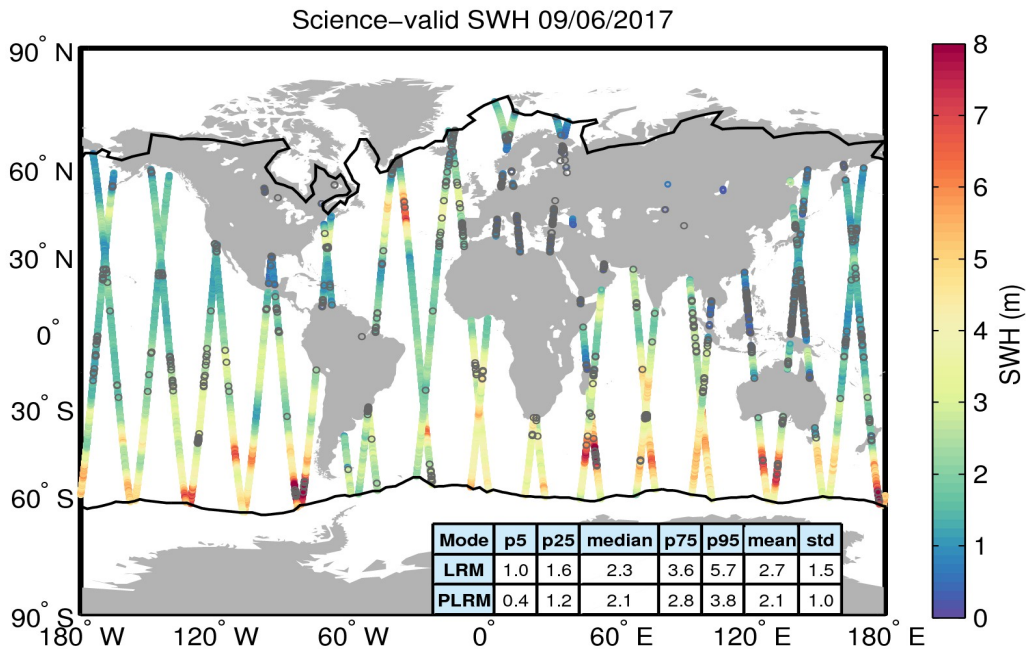 Science−valid SWH 09/06/2017
90° N
60° N
30° N
0°
30° S
60° S
90° S
180° W
120° W
60° W
0°
60° E
120° E
180° E
Mode p5 p25 median p75 p95 mean std
LRM 1.0 1.6 2.3 3.6 5.7 2.7 1.5
PLRM 0.4 1.2 2.1 2.8 3.8 2.1 1.0
8
7
6
5
4
3
2
1
0
SWH (m)